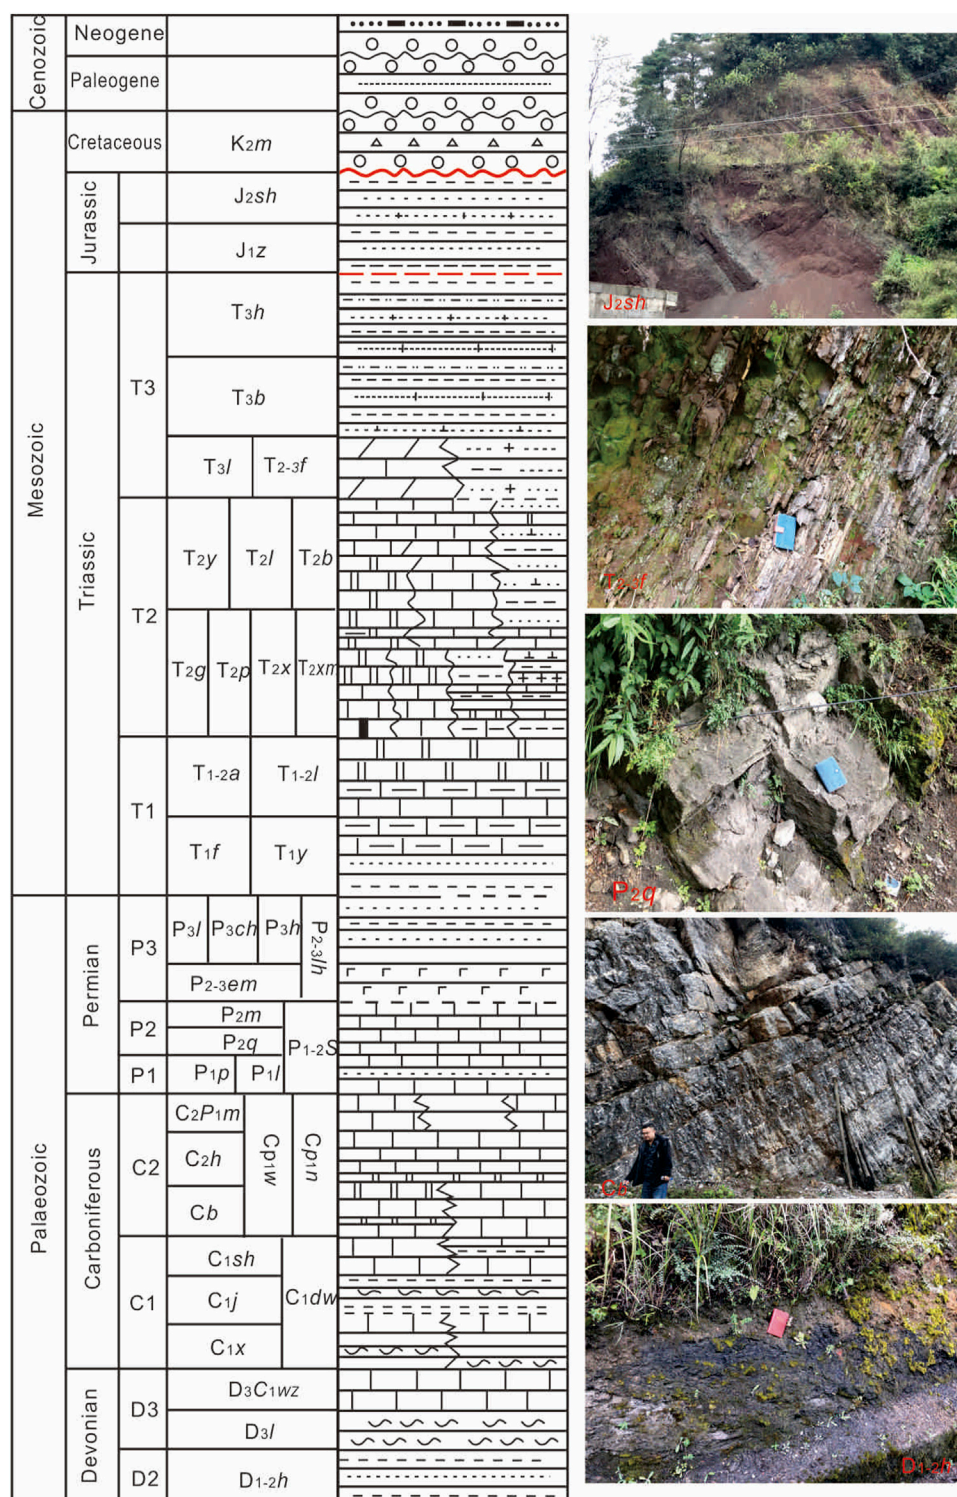 Cenozoic
Neogene
Paleogene
Mesozoic
Cretaceous
K2m
Jurassic
J2sh
J1z
Triassic
T3
T3h
T3b
T3l
T2-3f
T2
T2y
T2l
T2b
T2g
T2p
T2x
T2xm
T1
T1-2a
T1-2l
T1f
T1y
Palaeozoic
Permian
P3
P3l
P3ch
P3h
P2-3lh
P2-3em
P2
P2m
P2q
P1-2S
P1
P1p
P1l
Carboniferous
C2
C2P1m
C2h
Cb
Cp1w
Cp1n
C1
C1sh
C1j
C1x
C1dw
Devonian
D3
D3C1wz
D3l
D2
D1-2h
J2sh
T2-3f
P2q
Cb
D1-2h